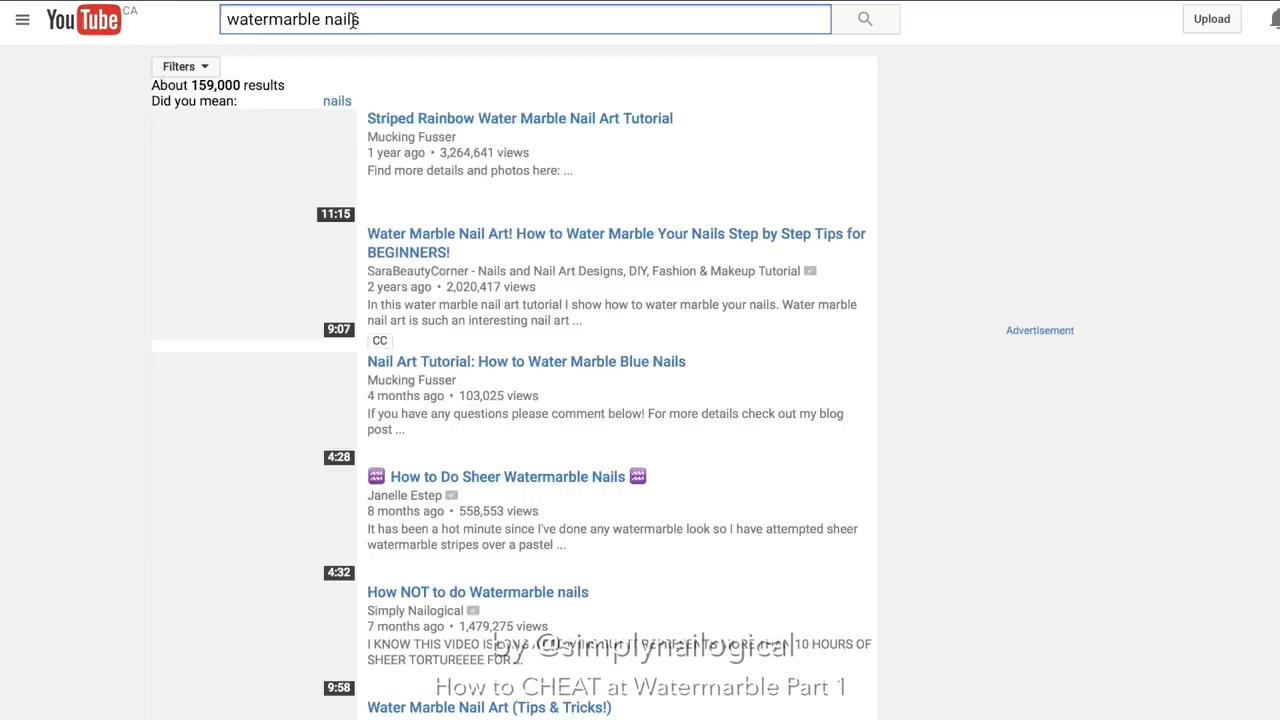 YouTube CA
watermarble nails
Upload
Filters
About 159,000 results
Did you mean: nails
Striped Rainbow Water Marble Nail Art Tutorial
Mucking Fusser
1 year ago • 3,264,641 views
Find more details and photos here: ...
11:15
Water Marble Nail Art! How to Water Marble Your Nails Step by Step Tips for
BEGINNERS!
SaraBeautyCorner - Nails and Nail Art Designs, DIY, Fashion & Makeup Tutorial
2 years ago • 2,020,417 views
In this water marble nail art tutorial I show how to water marble your nails. Water marble
nail art is such an interesting nail art ...
9:07
CC
Advertisement
Nail Art Tutorial: How to Water Marble Blue Nails
Mucking Fusser
4 months ago • 103,025 views
If you have any questions please comment below! For more details check out my blog
post ...
4:28
♒ How to Do Sheer Watermarble Nails ♒
Janelle Estep
8 months ago • 558,553 views
It has been a hot minute since I've done any watermarble look so I have attempted sheer
watermarble stripes over a pastel ...
4:32
How NOT to do Watermarble nails
Simply Nailogical
7 months ago • 1,479,275 views
I KNOW THIS VIDEO IS LONG REPRESENTS MORE THAN 10 HOURS OF
SHEER TORTUREEEE FOR ...
by @simplynailogical
How to CHEAT at Watermarble Part 1
9:58
Water Marble Nail Art (Tips & Tricks!)